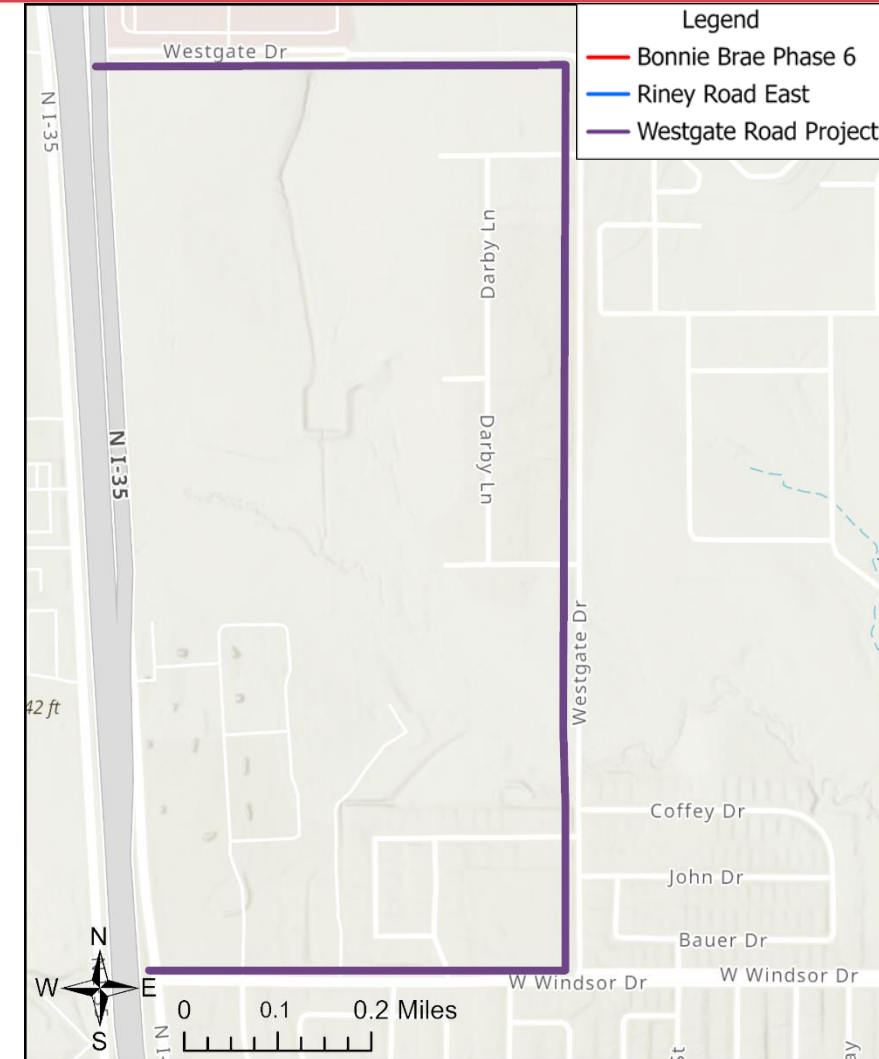 Legend
Bonnie Brae Phase 6
Riney Road East
Westgate Road Project
Westgate Dr
N I-35
Darby Ln
N I-35
Darby Ln
Westgate Dr
42 ft
Coffey Dr
John Dr
Bauer Dr
W Windsor Dr
W Windsor Dr
N
W
E
S
0
0.1
0.2 Miles
N I-
St
ay